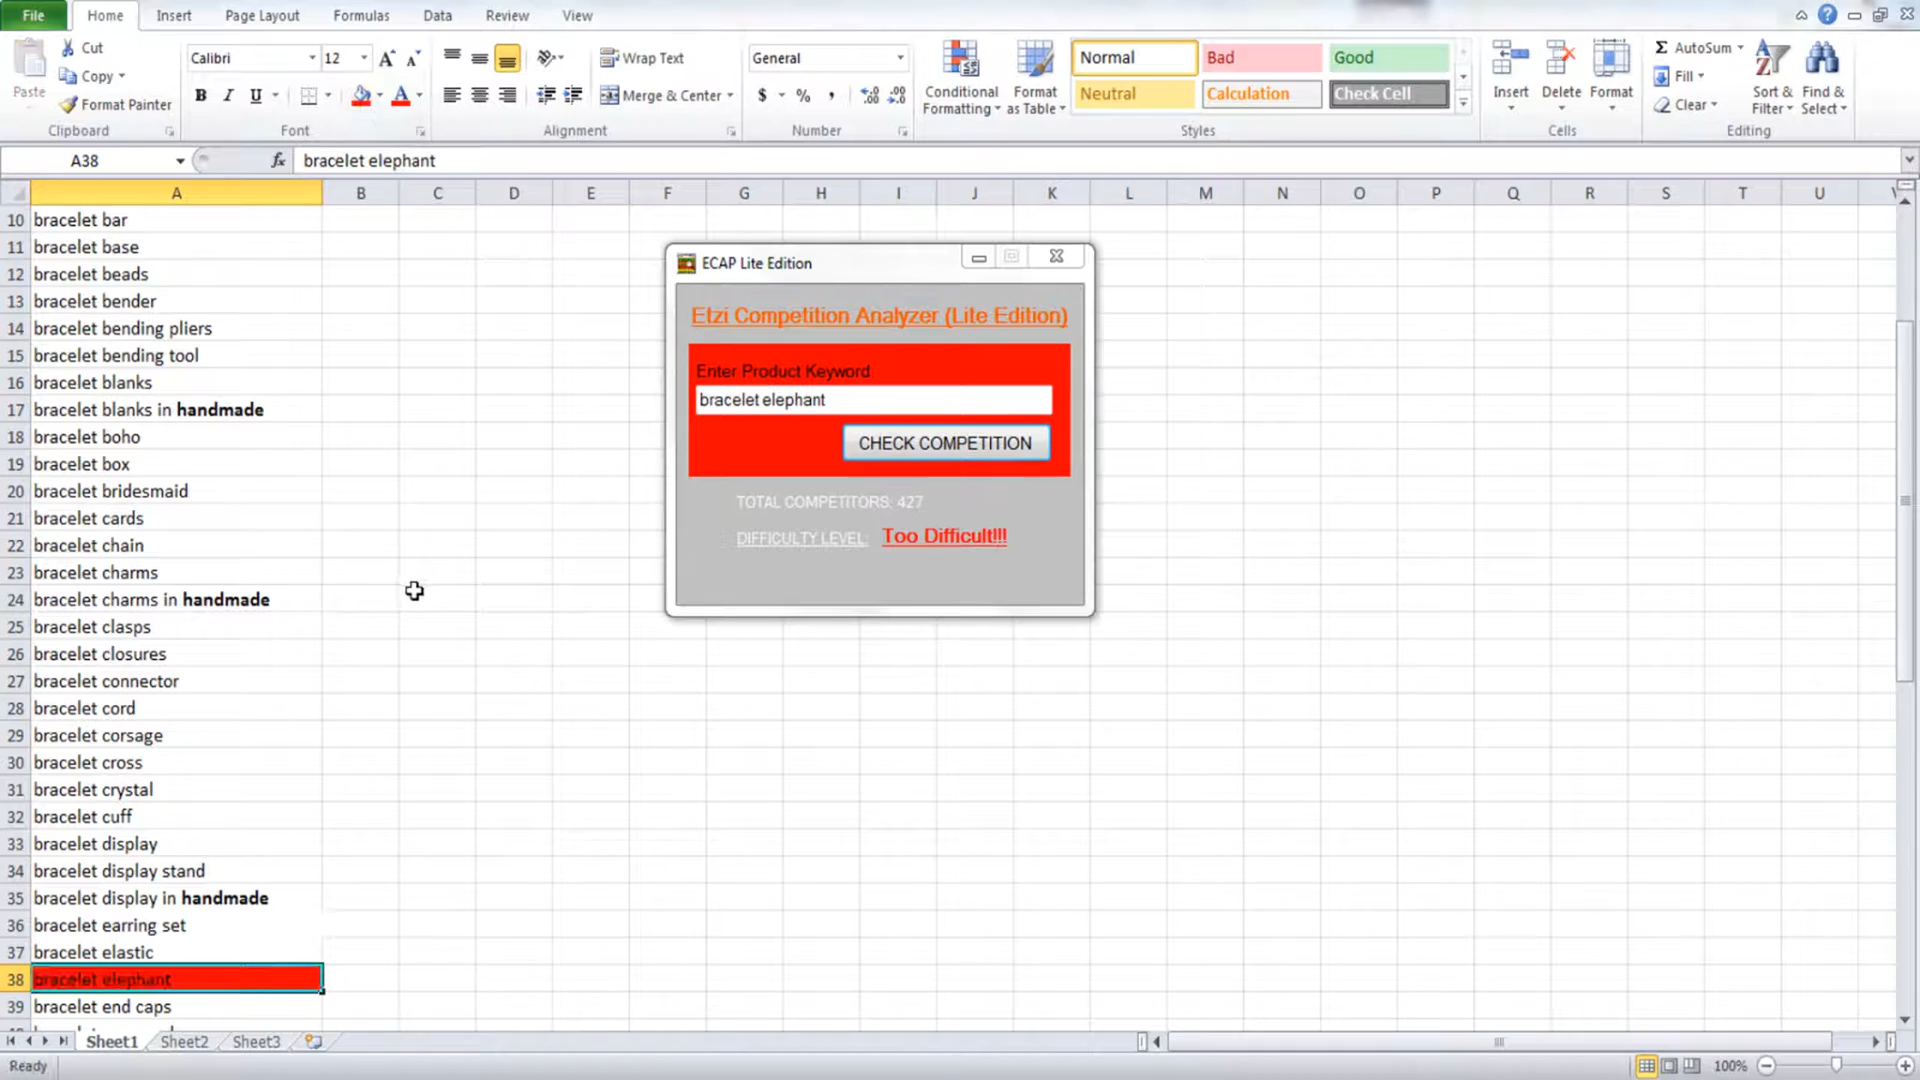 File Home Insert Page Layout Formulas Data Review View
Paste Cut Copy Format Painter Clipboard
Calibri 12 B I U A Font
Wrap Text Merge & Center Alignment
General $ % , Number
Conditional Formatting Format as Table
Normal Bad Good
Neutral Calculation Check Cell
Styles
Insert Delete Format Cells
Σ AutoSum Fill Clear Sort & Filter Find & Select Editing
A38 fx bracelet elephant
A B C D E F G H I J K L M N O P Q R S T U
10 bracelet bar
11 bracelet base
12 bracelet beads
13 bracelet bender
14 bracelet bending pliers
15 bracelet bending tool
16 bracelet blanks
17 bracelet blanks in handmade
18 bracelet boho
19 bracelet box
20 bracelet bridesmaid
21 bracelet cards
22 bracelet chain
23 bracelet charms
24 bracelet charms in handmade
25 bracelet clasps
26 bracelet closures
27 bracelet connector
28 bracelet cord
29 bracelet corsage
30 bracelet cross
31 bracelet crystal
32 bracelet cuff
33 bracelet display
34 bracelet display stand
35 bracelet display in handmade
36 bracelet earring set
37 bracelet elastic
38 bracelet elephant
39 bracelet end caps
ECAP Lite Edition
Etzi Competition Analyzer (Lite Edition)
Enter Product Keyword
bracelet elephant
CHECK COMPETITION
TOTAL COMPETITORS: 427
DIFFICULTY LEVEL: Too Difficult!!!
Sheet1 Sheet2 Sheet3
Ready 100%